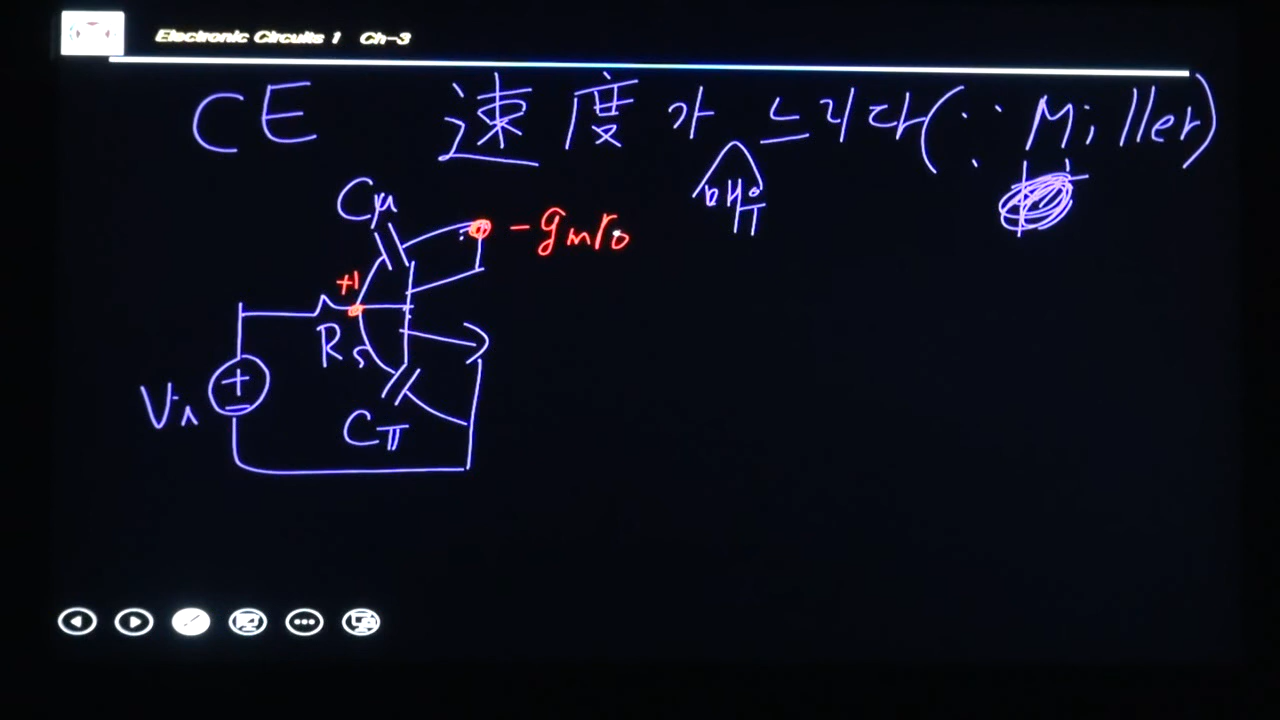 Electronic Circuits 1 Ch-3
CE 速度가 느리다(∵ Miller)
매우
Cμ
-gmro
+1
Rs
Vi
Cπ